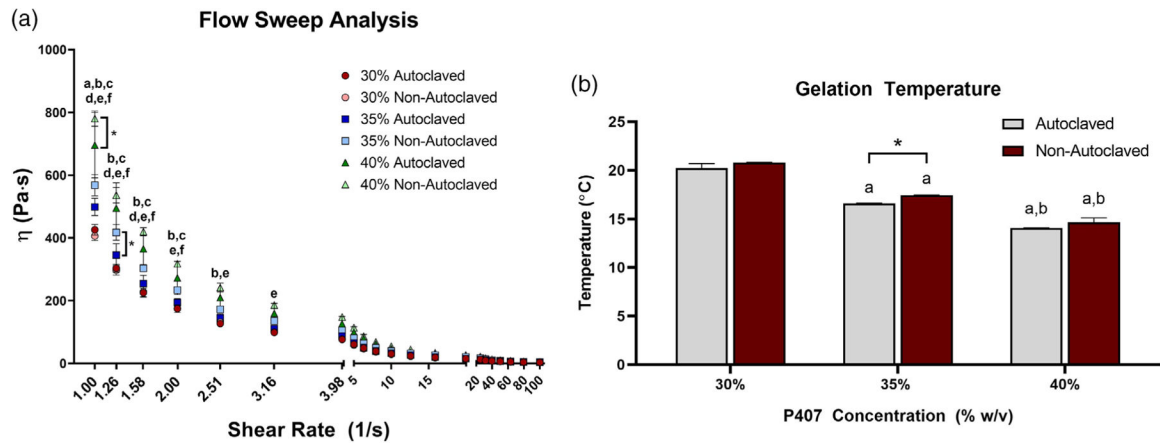 (a)
Flow Sweep Analysis
1000
800
600
400
200
0
η (Pa·s)
a,b,c
d,e,f
*
b,c
d,e,f
*
b,c
d,e,f
b,c
e,f
b,e
e
30% Autoclaved
30% Non-Autoclaved
35% Autoclaved
35% Non-Autoclaved
40% Autoclaved
40% Non-Autoclaved
1.00 1.26 1.58 2.00 2.51 3.16 3.98 5 10 15 20 40 60 80 100
Shear Rate (1/s)
(b)
Gelation Temperature
25
20
15
10
5
0
Temperature (°C)
Autoclaved
Non-Autoclaved
*
a a
a,b a,b
30% 35% 40%
P407 Concentration (% w/v)